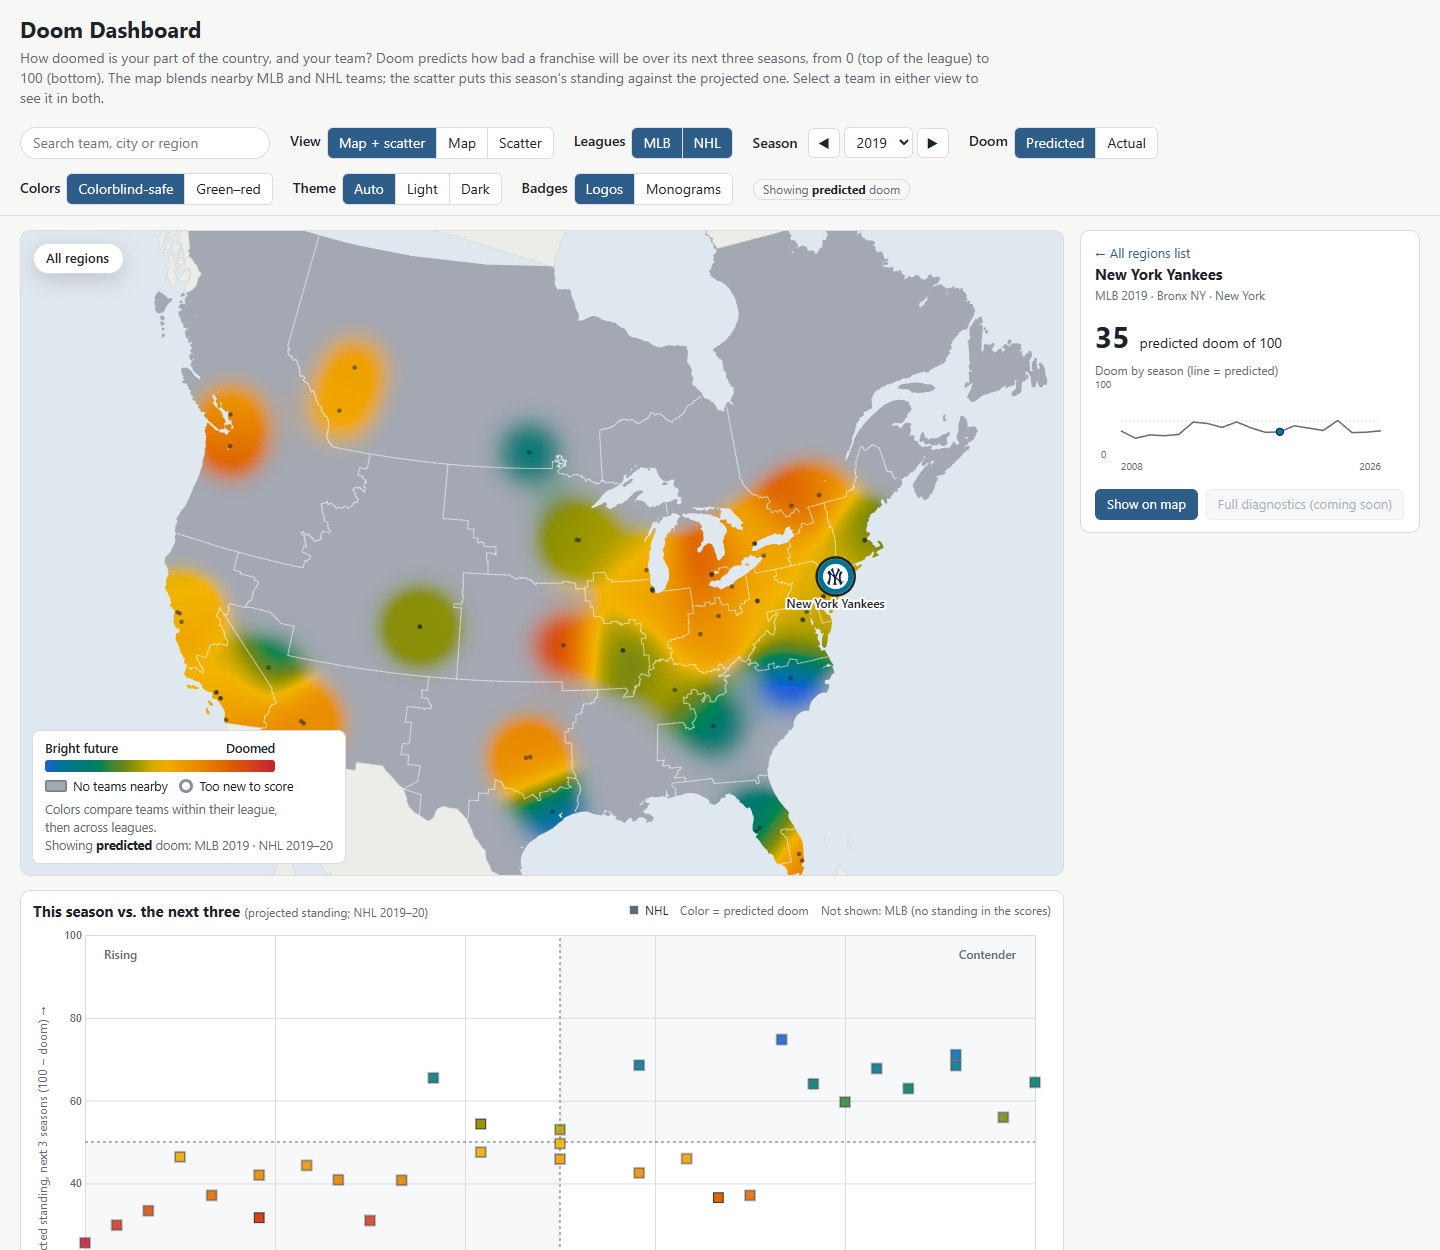 Doom Dashboard
How doomed is your part of the country, and your team? Doom predicts how bad a franchise will be over its next three seasons, from 0 (top of the league) to
100 (bottom). The map blends nearby MLB and NHL teams; the scatter puts this season's standing against the projected one. Select a team in either view to
see it in both.
Search team, city or region
View Map + scatter Map Scatter
Leagues MLB NHL
Season ◀ 2019 ▶
Doom Predicted Actual
Colors Colorblind-safe Green–red
Theme Auto Light Dark
Badges Logos Monograms
Showing predicted doom
All regions
New York Yankees
Bright future Doomed
No teams nearby Too new to score
Colors compare teams within their league,
then across leagues.
Showing predicted doom: MLB 2019 · NHL 2019–20
← All regions list
New York Yankees
MLB 2019 · Bronx NY · New York
35 predicted doom of 100
Doom by season (line = predicted)
100
0
2008 2026
Show on map Full diagnostics (coming soon)
This season vs. the next three (projected standing; NHL 2019–20)
NHL Color = predicted doom Not shown: MLB (no standing in the scores)
100
Rising Contender
80
60
40
cted standing, next 3 seasons (100 − doom) →